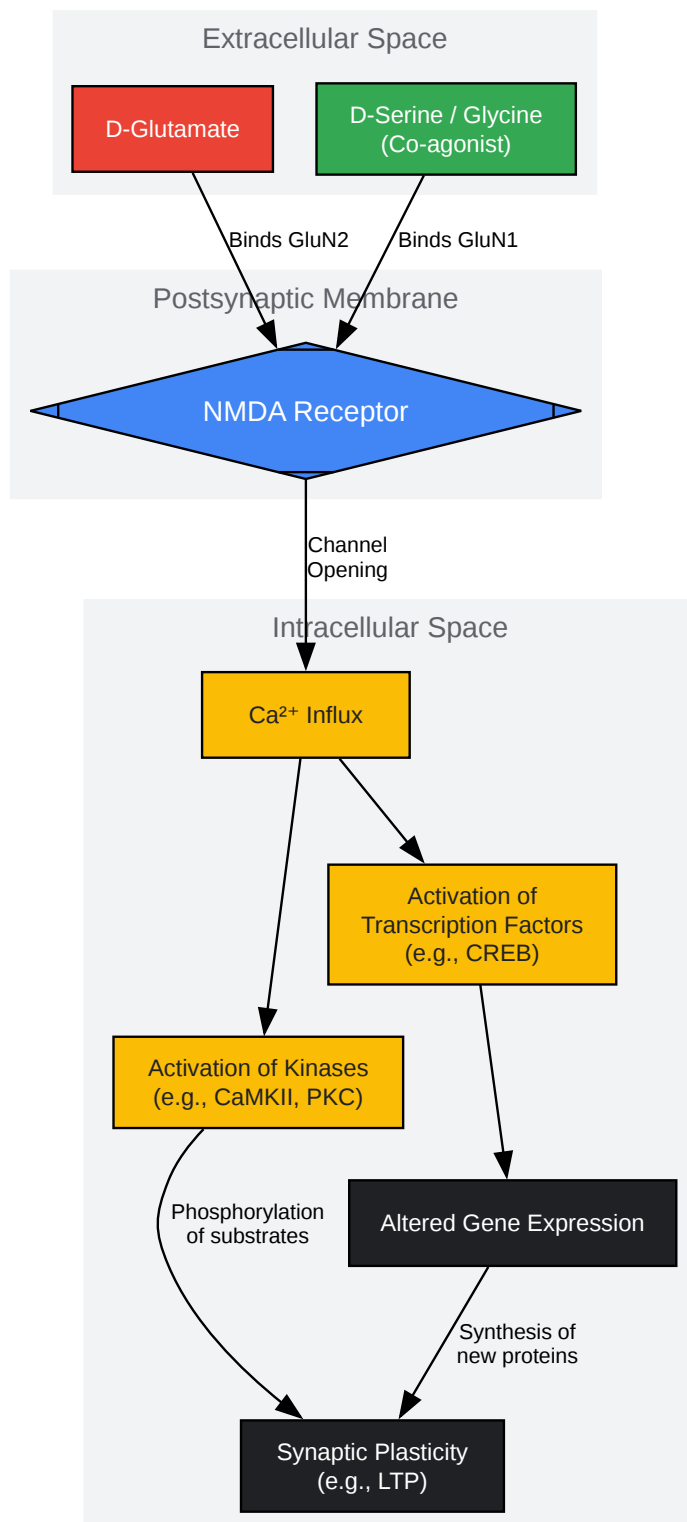 Extracellular Space
D-Glutamate
D-Serine / Glycine
(Co-agonist)
Binds GluN2
Binds GluN1
Postsynaptic Membrane
NMDA Receptor
Channel
Opening
Intracellular Space
Ca²⁺ Influx
Activation of
Transcription Factors
(e.g., CREB)
Activation of Kinases
(e.g., CaMKII, PKC)
Phosphorylation
of substrates
Altered Gene Expression
Synthesis of
new proteins
Synaptic Plasticity
(e.g., LTP)